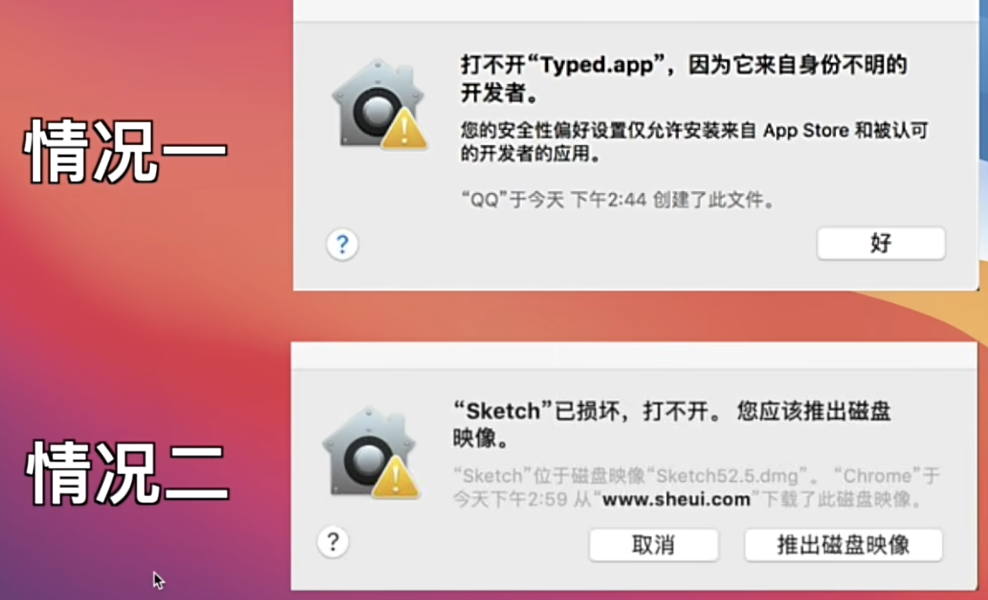 情况一
打不开“Typed.app”，因为它来自身份不明的
开发者。
您的安全性偏好设置仅允许安装来自 App Store 和被认可
的开发者的应用。
“QQ”于今天 下午2:44 创建了此文件。
?
好
情况二
“Sketch”已损坏，打不开。 您应该推出磁盘
映像。
“Sketch”位于磁盘映像“Sketch52.5.dmg”。 “Chrome”于
今天下午2:59 从“www.sheui.com”下载了此磁盘映像。
?
取消
推出磁盘映像